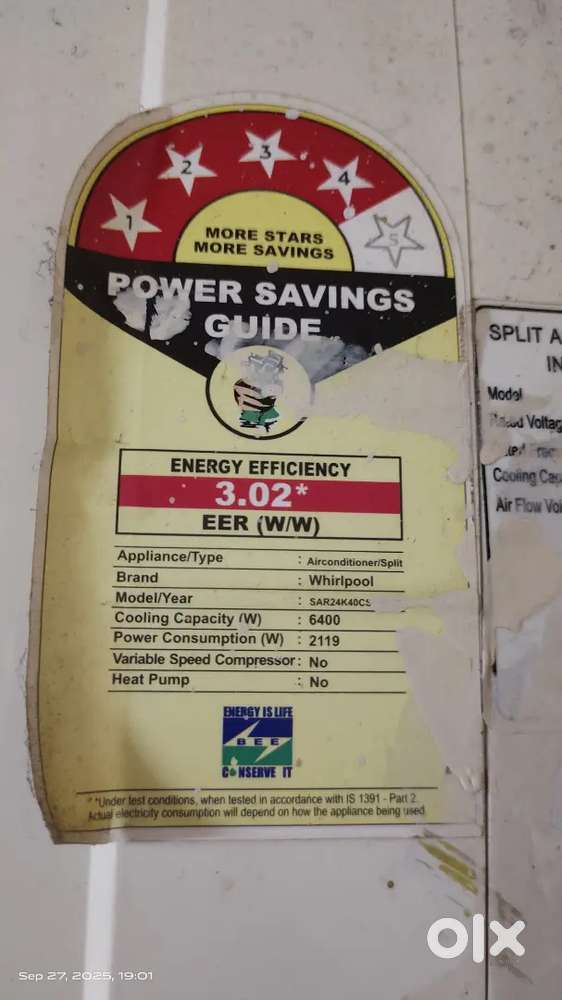 1 2 3 4 5
MORE STARS
MORE SAVINGS
POWER SAVINGS
GUIDE
ENERGY EFFICIENCY
3.02*
EER (W/W)
Appliance/Type : Airconditioner/Split
Brand : Whirlpool
Model/Year : SAR24K40CS
Cooling Capacity (W) : 6400
Power Consumption (W) : 2119
Variable Speed Compressor : No
Heat Pump : No
ENERGY IS LIFE
BEE
CONSERVE IT
*Under test conditions, when tested in accordance with IS 1391 - Part 2.
Actual electricity consumption will depend on how the appliance being used.
SPLIT A
IN
Model
Voltag
Cooling Cap
Air Flow Vol
olx
Sep 27, 2025, 19:01